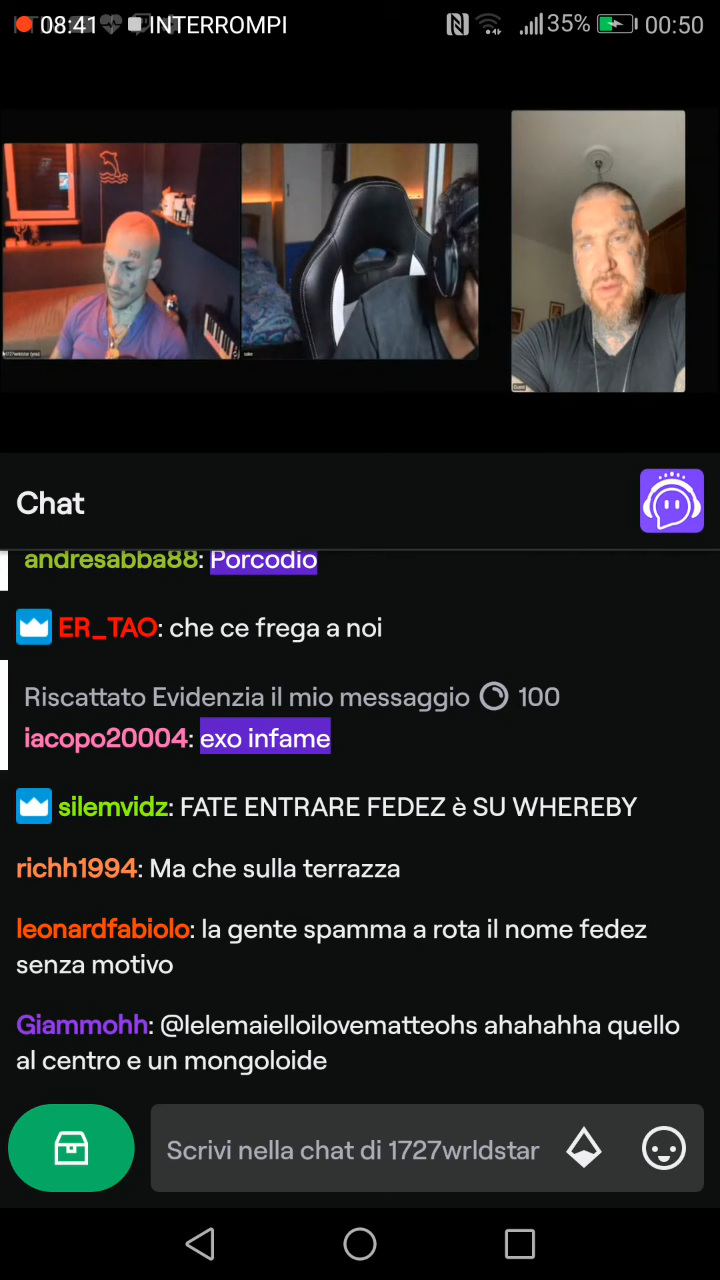 08:41 INTERROMPI 35% 00:50
1727wrldstar (you)
Guest
Chat
andresabba88: Porcodio
ER_TAO: che ce frega a noi
Riscattato Evidenzia il mio messaggio 100
iacopo20004: exo infame
silemvidz: FATE ENTRARE FEDEZ è SU WHEREBY
richh1994: Ma che sulla terrazza
leonardfabiolo: la gente spamma a rota il nome fedez
senza motivo
Giammohh: @lelemaielloilovematteohs ahahahha quello
al centro e un mongoloide
Scrivi nella chat di 1727wrldstar